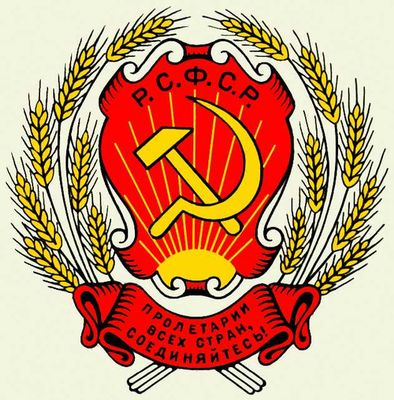 Р. С. Ф. С. Р.
ПРОЛЕТАРИИ
ВСЕХ СТРАН,
СОЕДИНЯЙТЕСЬ!